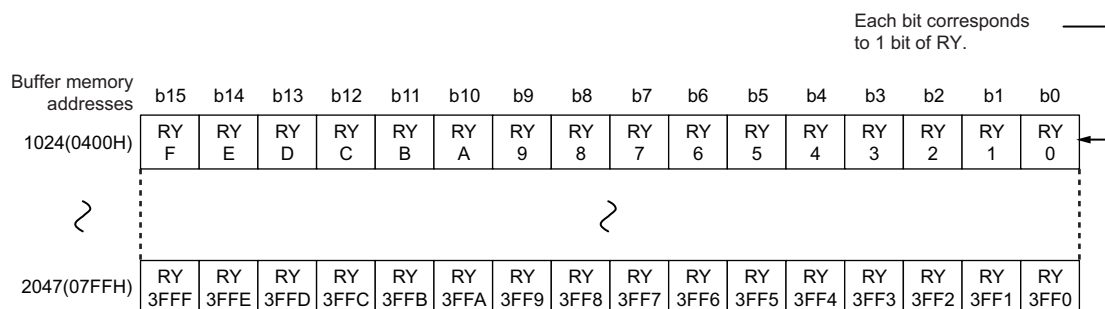 Each bit corresponds
to 1 bit of RY.
Buffer memory
addresses b15 b14 b13 b12 b11 b10 b9 b8 b7 b6 b5 b4 b3 b2 b1 b0
1024(0400H) RY RY RY RY RY RY RY RY RY RY RY RY RY RY RY RY
F E D C B A 9 8 7 6 5 4 3 2 1 0
2047(07FFH) RY RY RY RY RY RY RY RY RY RY RY RY RY RY RY RY
3FFF 3FFE 3FFD 3FFC 3FFB 3FFA 3FF9 3FF8 3FF7 3FF6 3FF5 3FF4 3FF3 3FF2 3FF1 3FF0